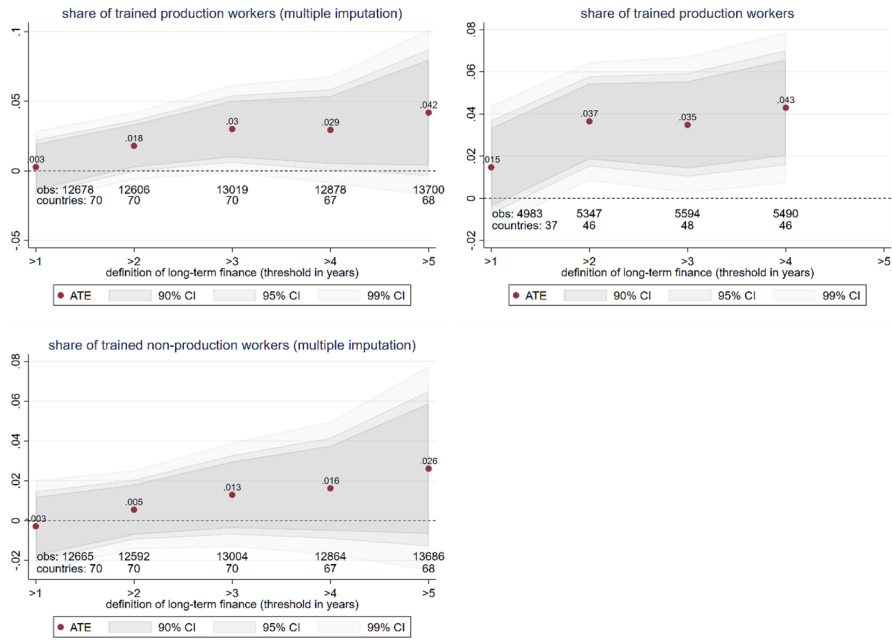 share of trained production workers (multiple imputation)
.1
.05
0
-.05
.003
.018
.03
.029
.042
obs: 12678 12606 13019 12878 13700
countries: 70 70 70 67 68
>1 >2 >3 >4 >5
definition of long-term finance (threshold in years)
ATE 90% CI 95% CI 99% CI
share of trained production workers
.08
.06
.04
.02
0
-.02
.015
.037
.035
.043
obs: 4983 5347 5594 5490
countries: 37 46 48 46
>1 >2 >3 >4 >5
definition of long-term finance (threshold in years)
ATE 90% CI 95% CI 99% CI
share of trained non-production workers (multiple imputation)
.08
.06
.04
.02
0
-.02
.003
.005
.013
.016
.026
obs: 12665 12592 13004 12864 13686
countries: 70 70 70 67 68
>1 >2 >3 >4 >5
definition of long-term finance (threshold in years)
ATE 90% CI 95% CI 99% CI